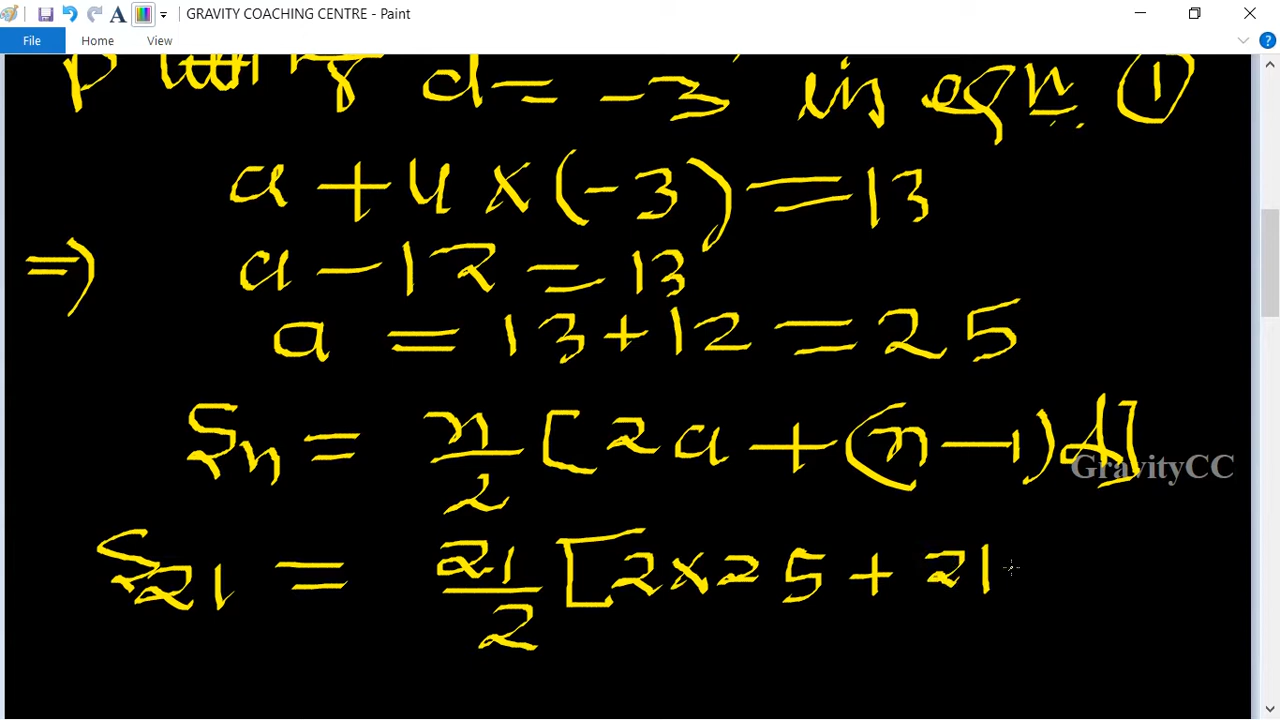 GRAVITY COACHING CENTRE - Paint
File Home View
putting d = -3 in eqn. ①
a + 4 × (-3) = 13
=> a - 12 = 13
a = 13 + 12 = 25
Sn = n/2 [2a + (n - 1)d]
GravityCC
S21 = 21/2 [2×25 + 21